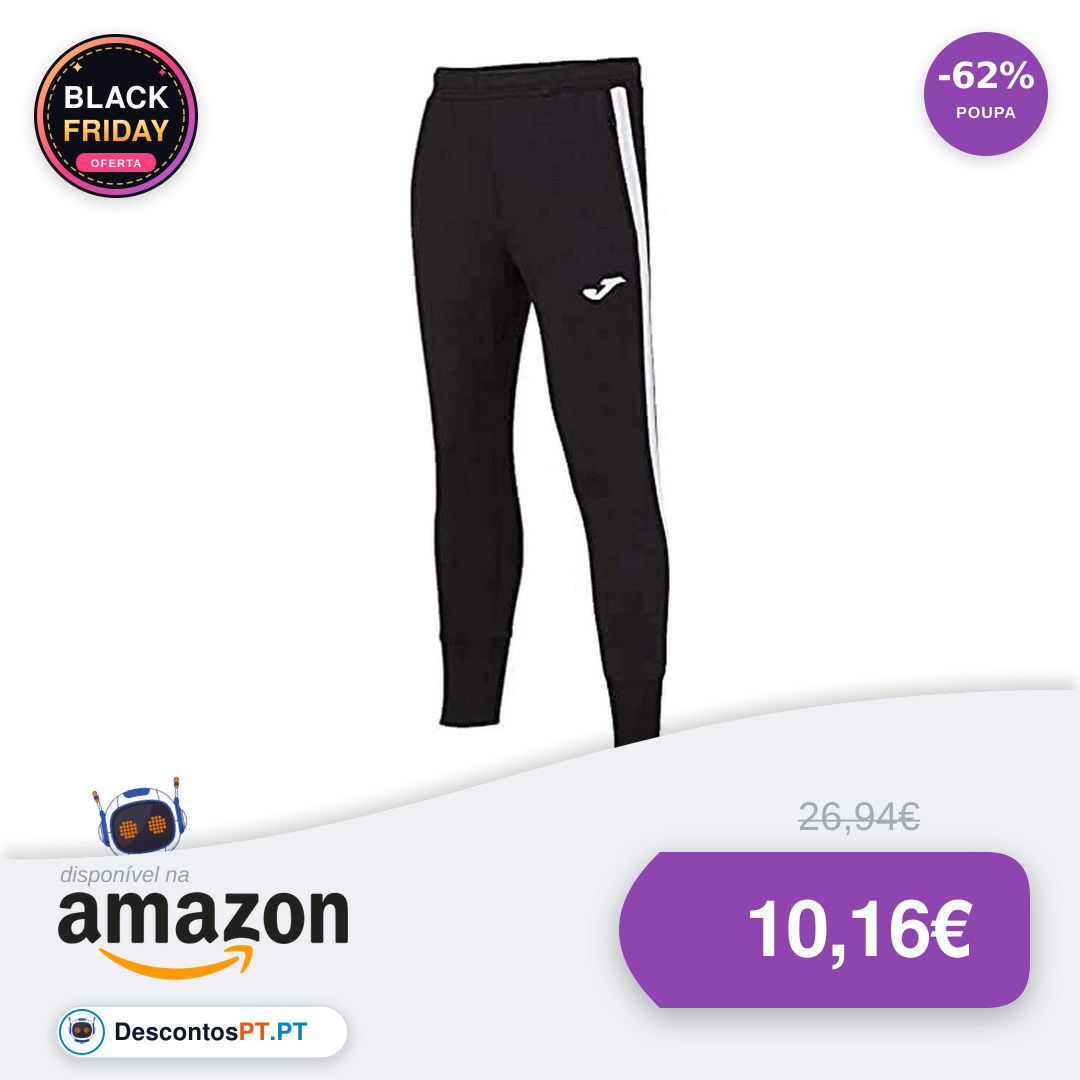 BLACK
FRIDAY
OFERTA
-62%
POUPA
26,94€
disponível na
amazon
10,16€
DescontosPT.PT